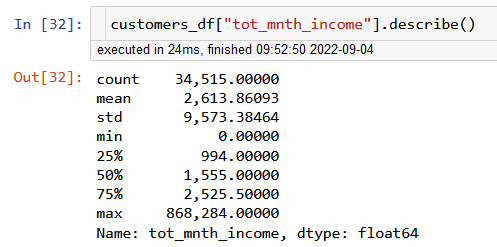 In [32]: customers_df["tot_mnth_income"].describe()
executed in 24ms, finished 09:52:50 2022-09-04
Out[32]: count 34,515.00000
mean 2,613.86093
std 9,573.38464
min 0.00000
25% 994.00000
50% 1,555.00000
75% 2,525.50000
max 868,284.00000
Name: tot_mnth_income, dtype: float64